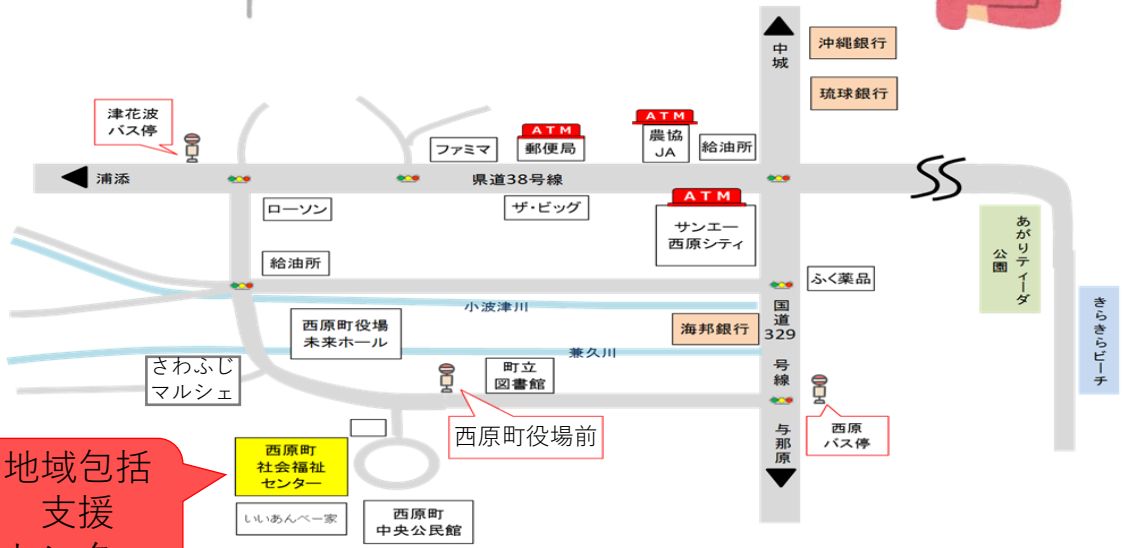 中城
沖縄銀行
琉球銀行
津花波
バス停
ATM
農協
JA
給油所
ATM
郵便局
ファミマ
浦添
県道38号線
ATM
サンエー
西原シティ
ローソン
ザ・ビッグ
給油所
あがりティーダ
公園
ふく薬品
小波津川
国道
329
号線
西原町役場
未来ホール
海邦銀行
兼久川
きらきらビーチ
さわふじ
マルシェ
町立
図書館
西原町役場前
西原
バス停
与那原
地域包括
支援
西原町
社会福祉
センター
いいあんべー家
西原町
中央公民館